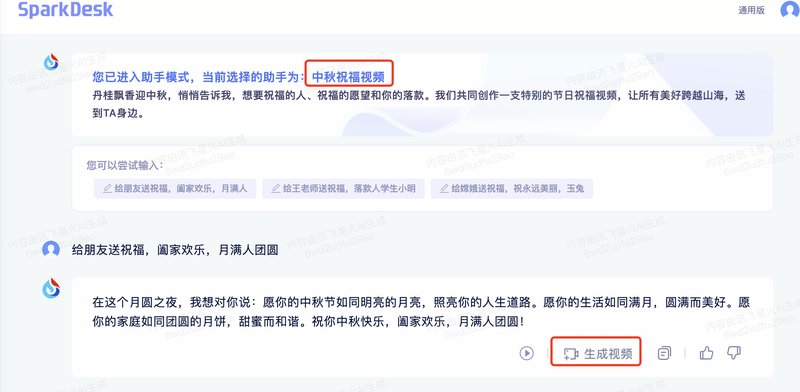 SparkDesk
通用版
您已进入助手模式，当前选择的助手为：中秋祝福视频
丹桂飘香迎中秋，悄悄告诉我，想要祝福的人、祝福的愿望和你的落款。我们共同创作一支特别的节日祝福视频，让所有美好跨越山海，送
到TA身边。
您可以尝试输入：
给朋友送祝福，阖家欢乐，月满人
给王老师送祝福，落款人学生小明
给嫦娥送祝福，祝永远美丽，玉兔
给朋友送祝福，阖家欢乐，月满人团圆
在这个月圆之夜，我想对你说：愿你的中秋节如同明亮的月亮，照亮你的人生道路。愿你的生活如同满月，圆满而美好。愿
你的家庭如同团圆的月饼，甜蜜而和谐。祝你中秋快乐，阖家欢乐，月满人团圆！
生成视频
内容由讯飞星火AI生成
6wd2udfu29eo